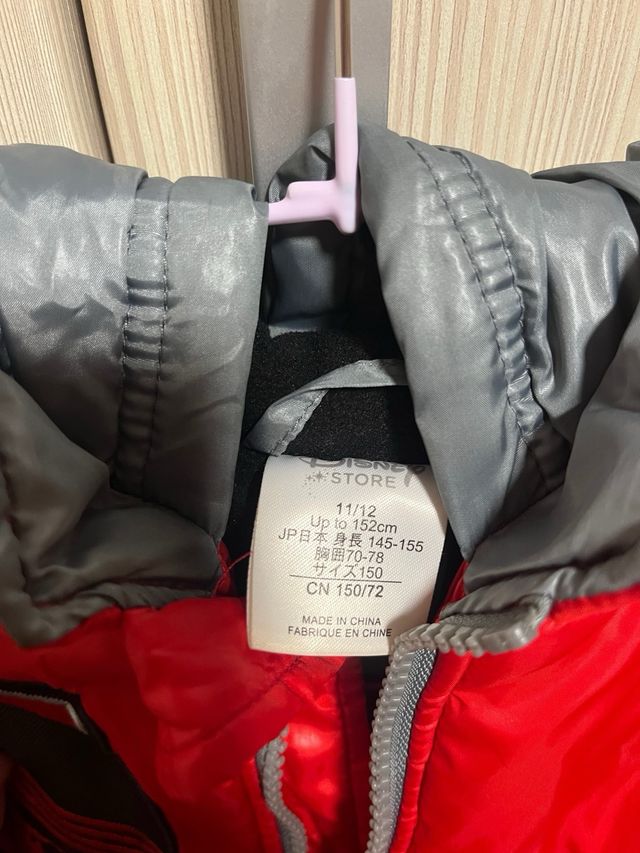 Disney
STORE
11/12
Up to 152cm
JP日本 身長 145-155
胸囲70-78
サイズ150
CN 150/72
MADE IN CHINA
FABRIQUE EN CHINE